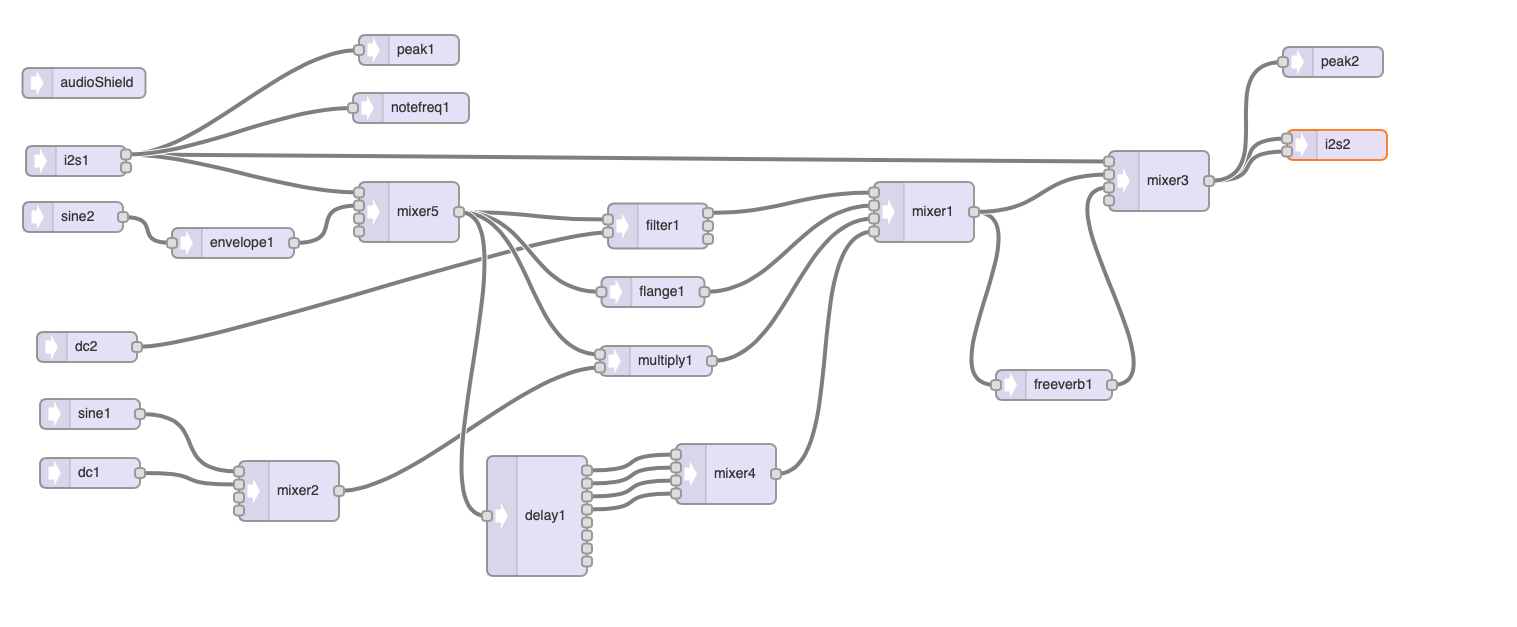 peak1
peak2
audioShield
notefreq1
i2s2
i2s1
mixer3
mixer5
mixer1
sine2
filter1
envelope1
flange1
dc2
multiply1
freeverb1
sine1
dc1
mixer4
mixer2
delay1